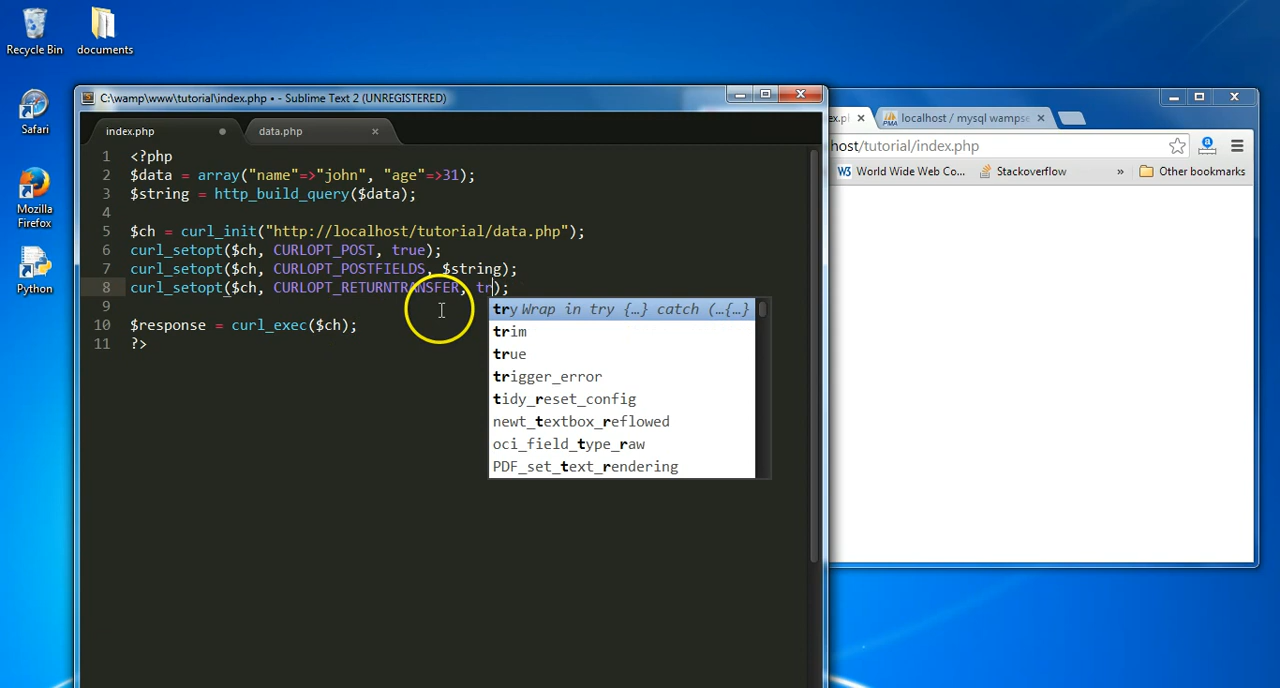 Recycle Bin
documents
Safari
Mozilla
Firefox
Python
C:\wamp\www\tutorial\index.php • - Sublime Text 2 (UNREGISTERED)
index.php
data.php
1 <?php
2 $data = array("name"=>"john", "age"=>31);
3 $string = http_build_query($data);
4
5 $ch = curl_init("http://localhost/tutorial/data.php");
6 curl_setopt($ch, CURLOPT_POST, true);
7 curl_setopt($ch, CURLOPT_POSTFIELDS, $string);
8 curl_setopt($ch, CURLOPT_RETURNTRANSFER, tr);
9
10 $response = curl_exec($ch);
11 ?>
try Wrap in try {…} catch (…{…}
trim
true
trigger_error
tidy_reset_config
newt_textbox_reflowed
oci_field_type_raw
PDF_set_text_rendering
localhost / mysql wampse
host/tutorial/index.php
W3 World Wide Web Co... Stackoverflow » Other bookmarks